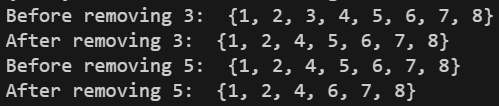 Before removing 3:  {1, 2, 3, 4, 5, 6, 7, 8}
After removing 3:  {1, 2, 4, 5, 6, 7, 8}
Before removing 5:  {1, 2, 4, 5, 6, 7, 8}
After removing 5:  {1, 2, 4, 6, 7, 8}